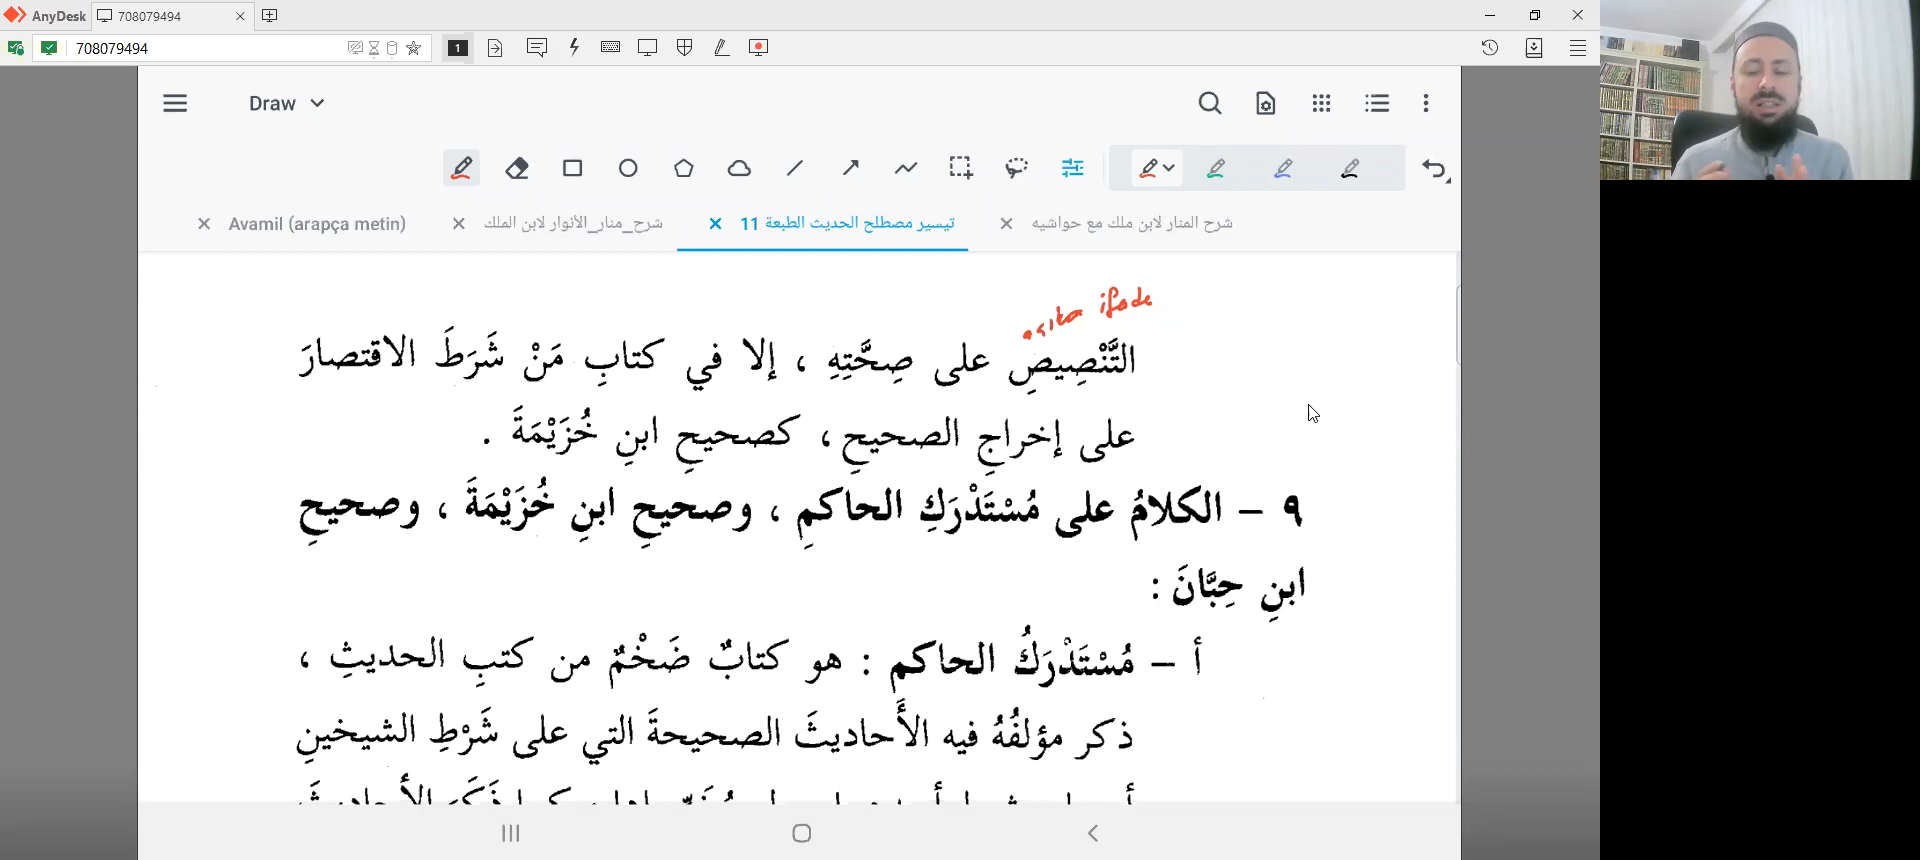 AnyDesk
708079494
708079494
1
Draw
Avamil (arapça metin)
شرح_منار_الأنوار لابن الملك
تيسير مصطلح الحديث الطبعة 11
شرح المنار لابن ملك مع حواشيه
ifade
التَّنْصِيصِ على صِحَّتِهِ ، إلا في كتابِ مَنْ شَرَطَ الاقتصارَ
على إخراجِ الصحيحِ ، كصحيحِ ابنِ خُزَيْمَةَ .
٩ – الكلامُ على مُسْتَدْرَكِ الحاكمِ ، وصحيحِ ابنِ خُزَيْمَةَ ، وصحيحِ
ابنِ حِبَّانَ :
أ – مُسْتَدْرَكُ الحاكم : هو كتابٌ ضَخْمٌ من كتبِ الحديثِ ،
ذكر مؤلفُهُ فيه الأَحاديثَ الصحيحةَ التي على شَرْطِ الشيخينِ